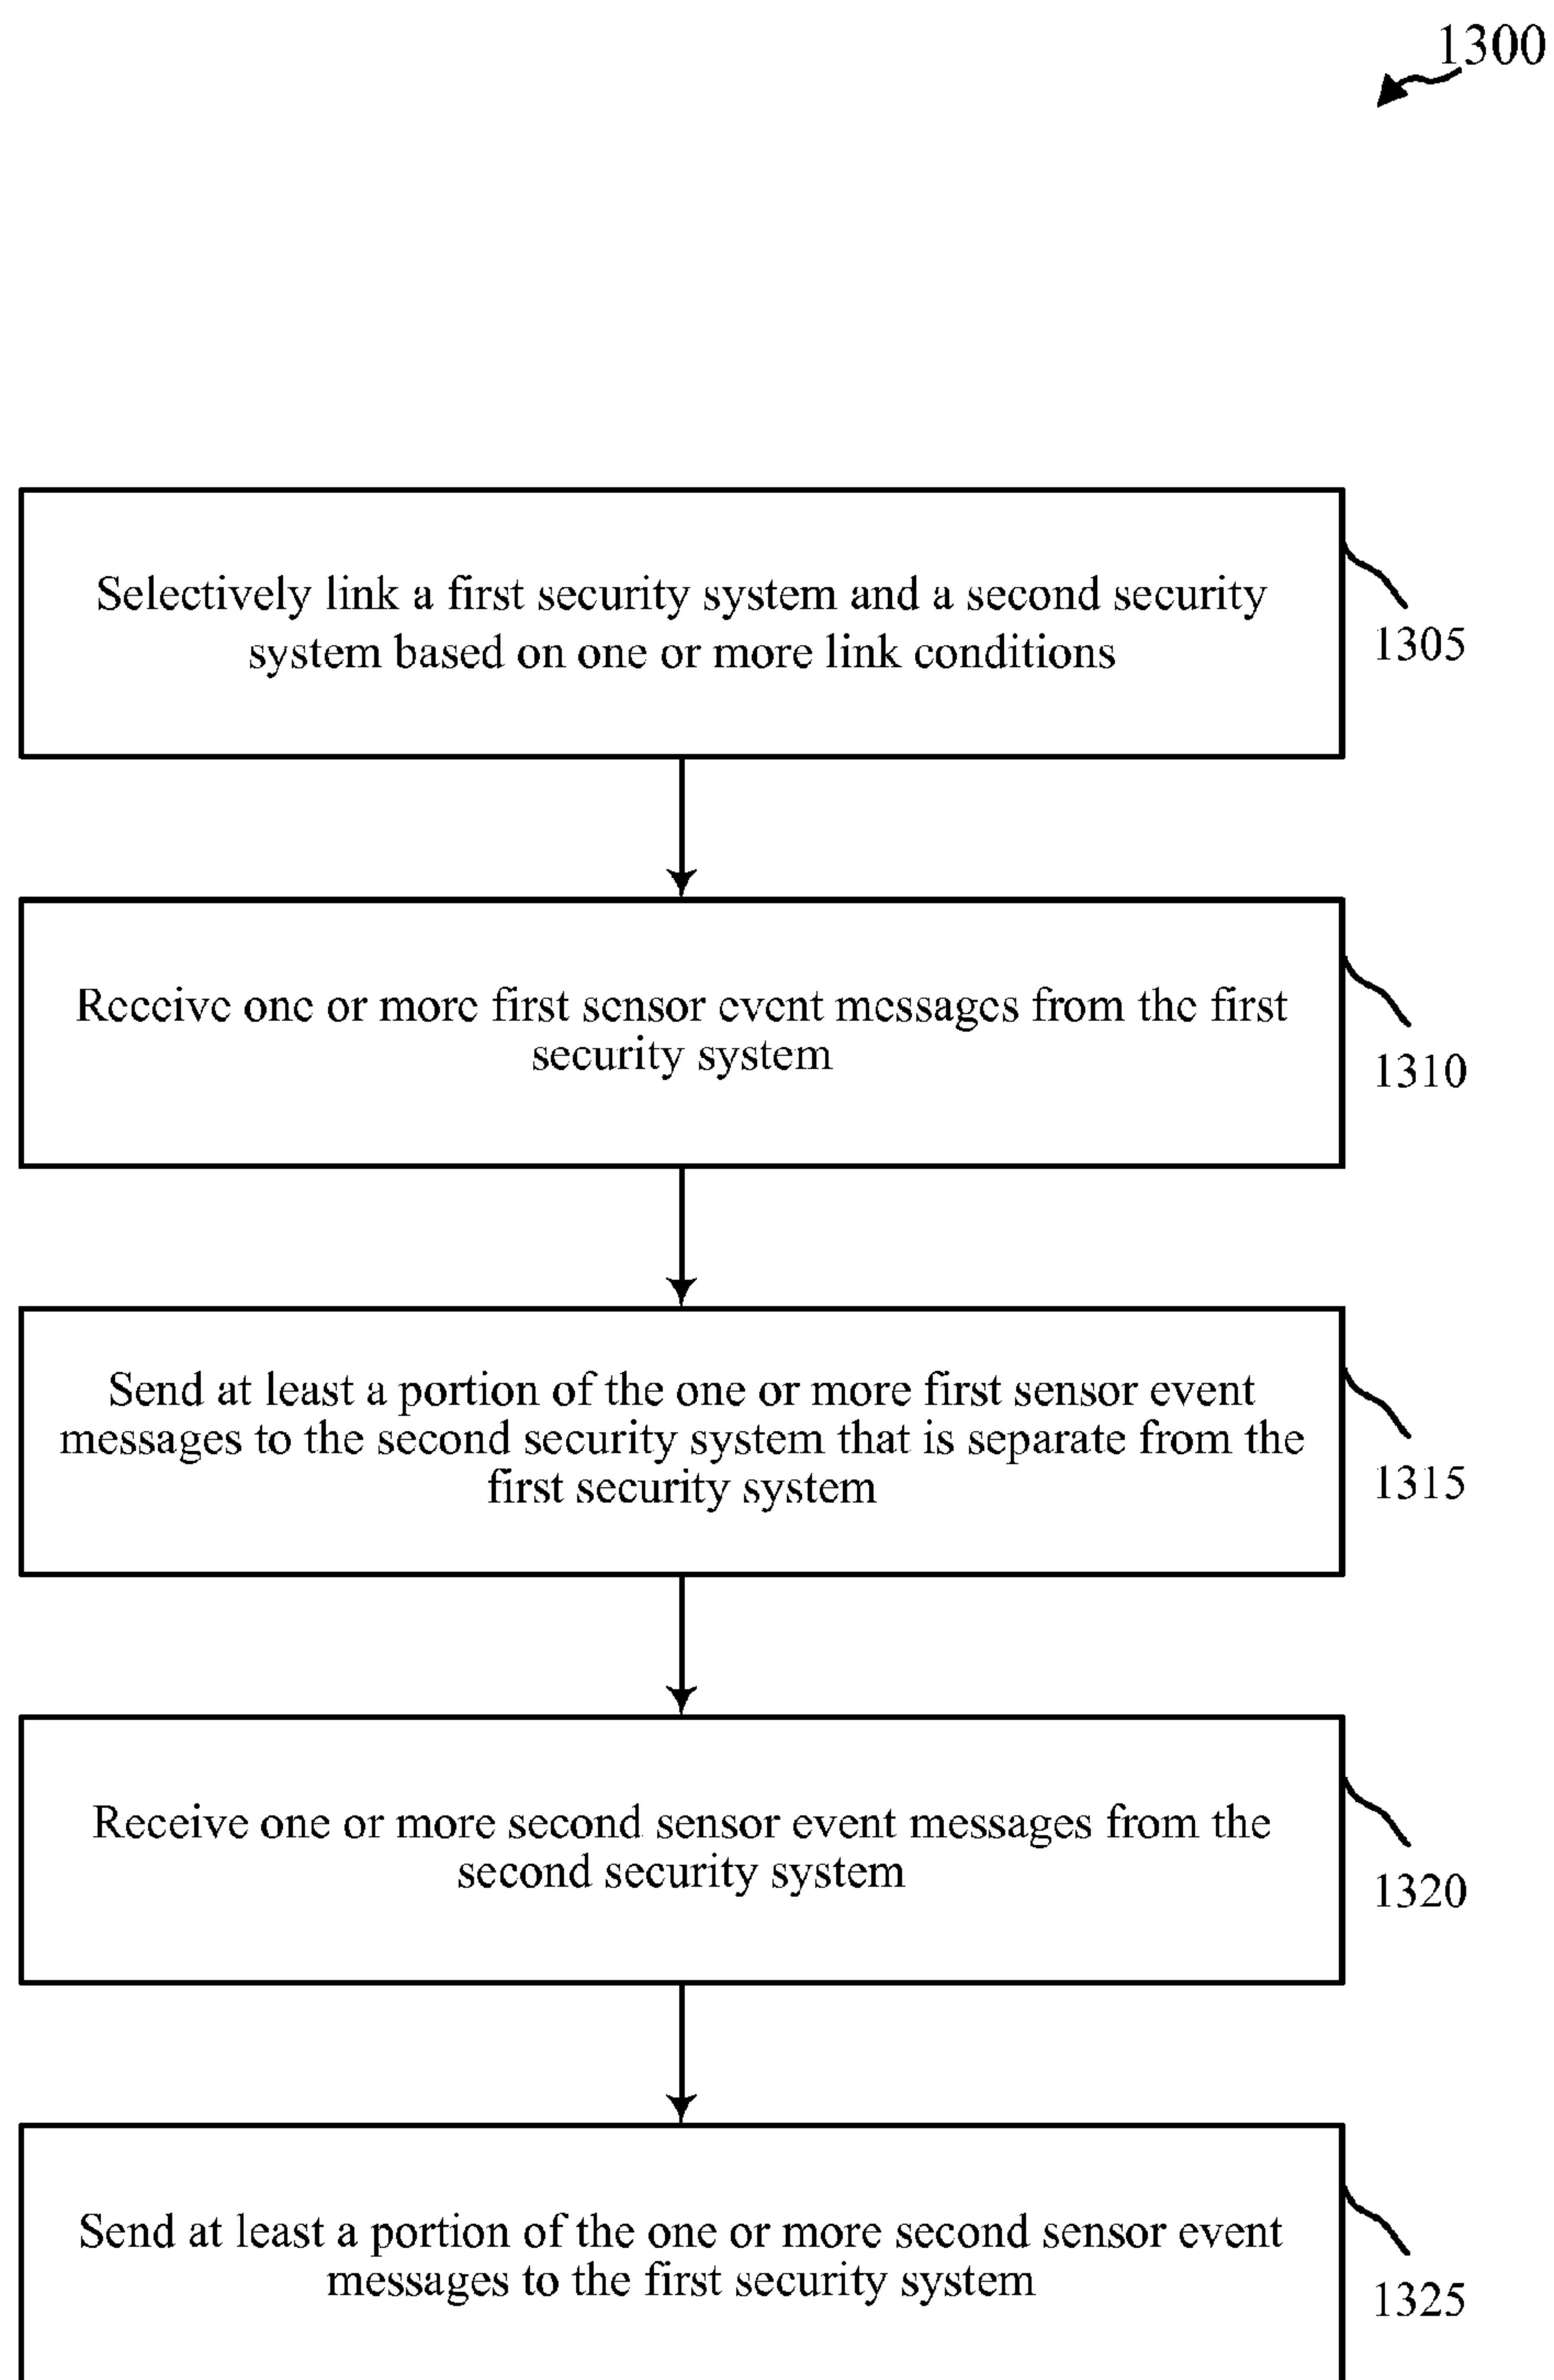 1300
Selectively link a first security system and a second security
system based on one or more link conditions
1305
Receive one or more first sensor event messages from the first
security system
1310
Send at least a portion of the one or more first sensor event
messages to the second security system that is separate from the
first security system
1315
Receive one or more second sensor event messages from the
second security system
1320
Send at least a portion of the one or more second sensor event
messages to the first security system
1325